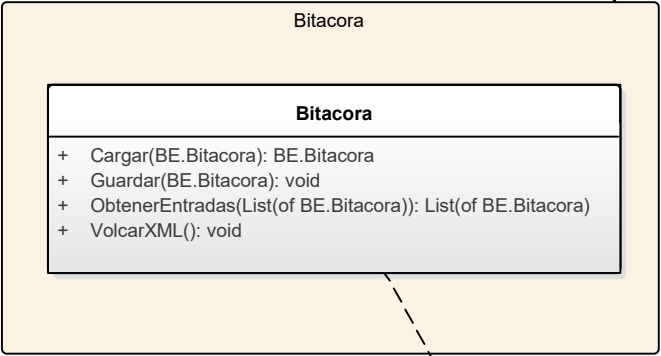 Bitacora
Bitacora
+ Cargar(BE.Bitacora): BE.Bitacora
+ Guardar(BE.Bitacora): void
+ ObtenerEntradas(List(of BE.Bitacora)): List(of BE.Bitacora)
+ VolcarXML(): void